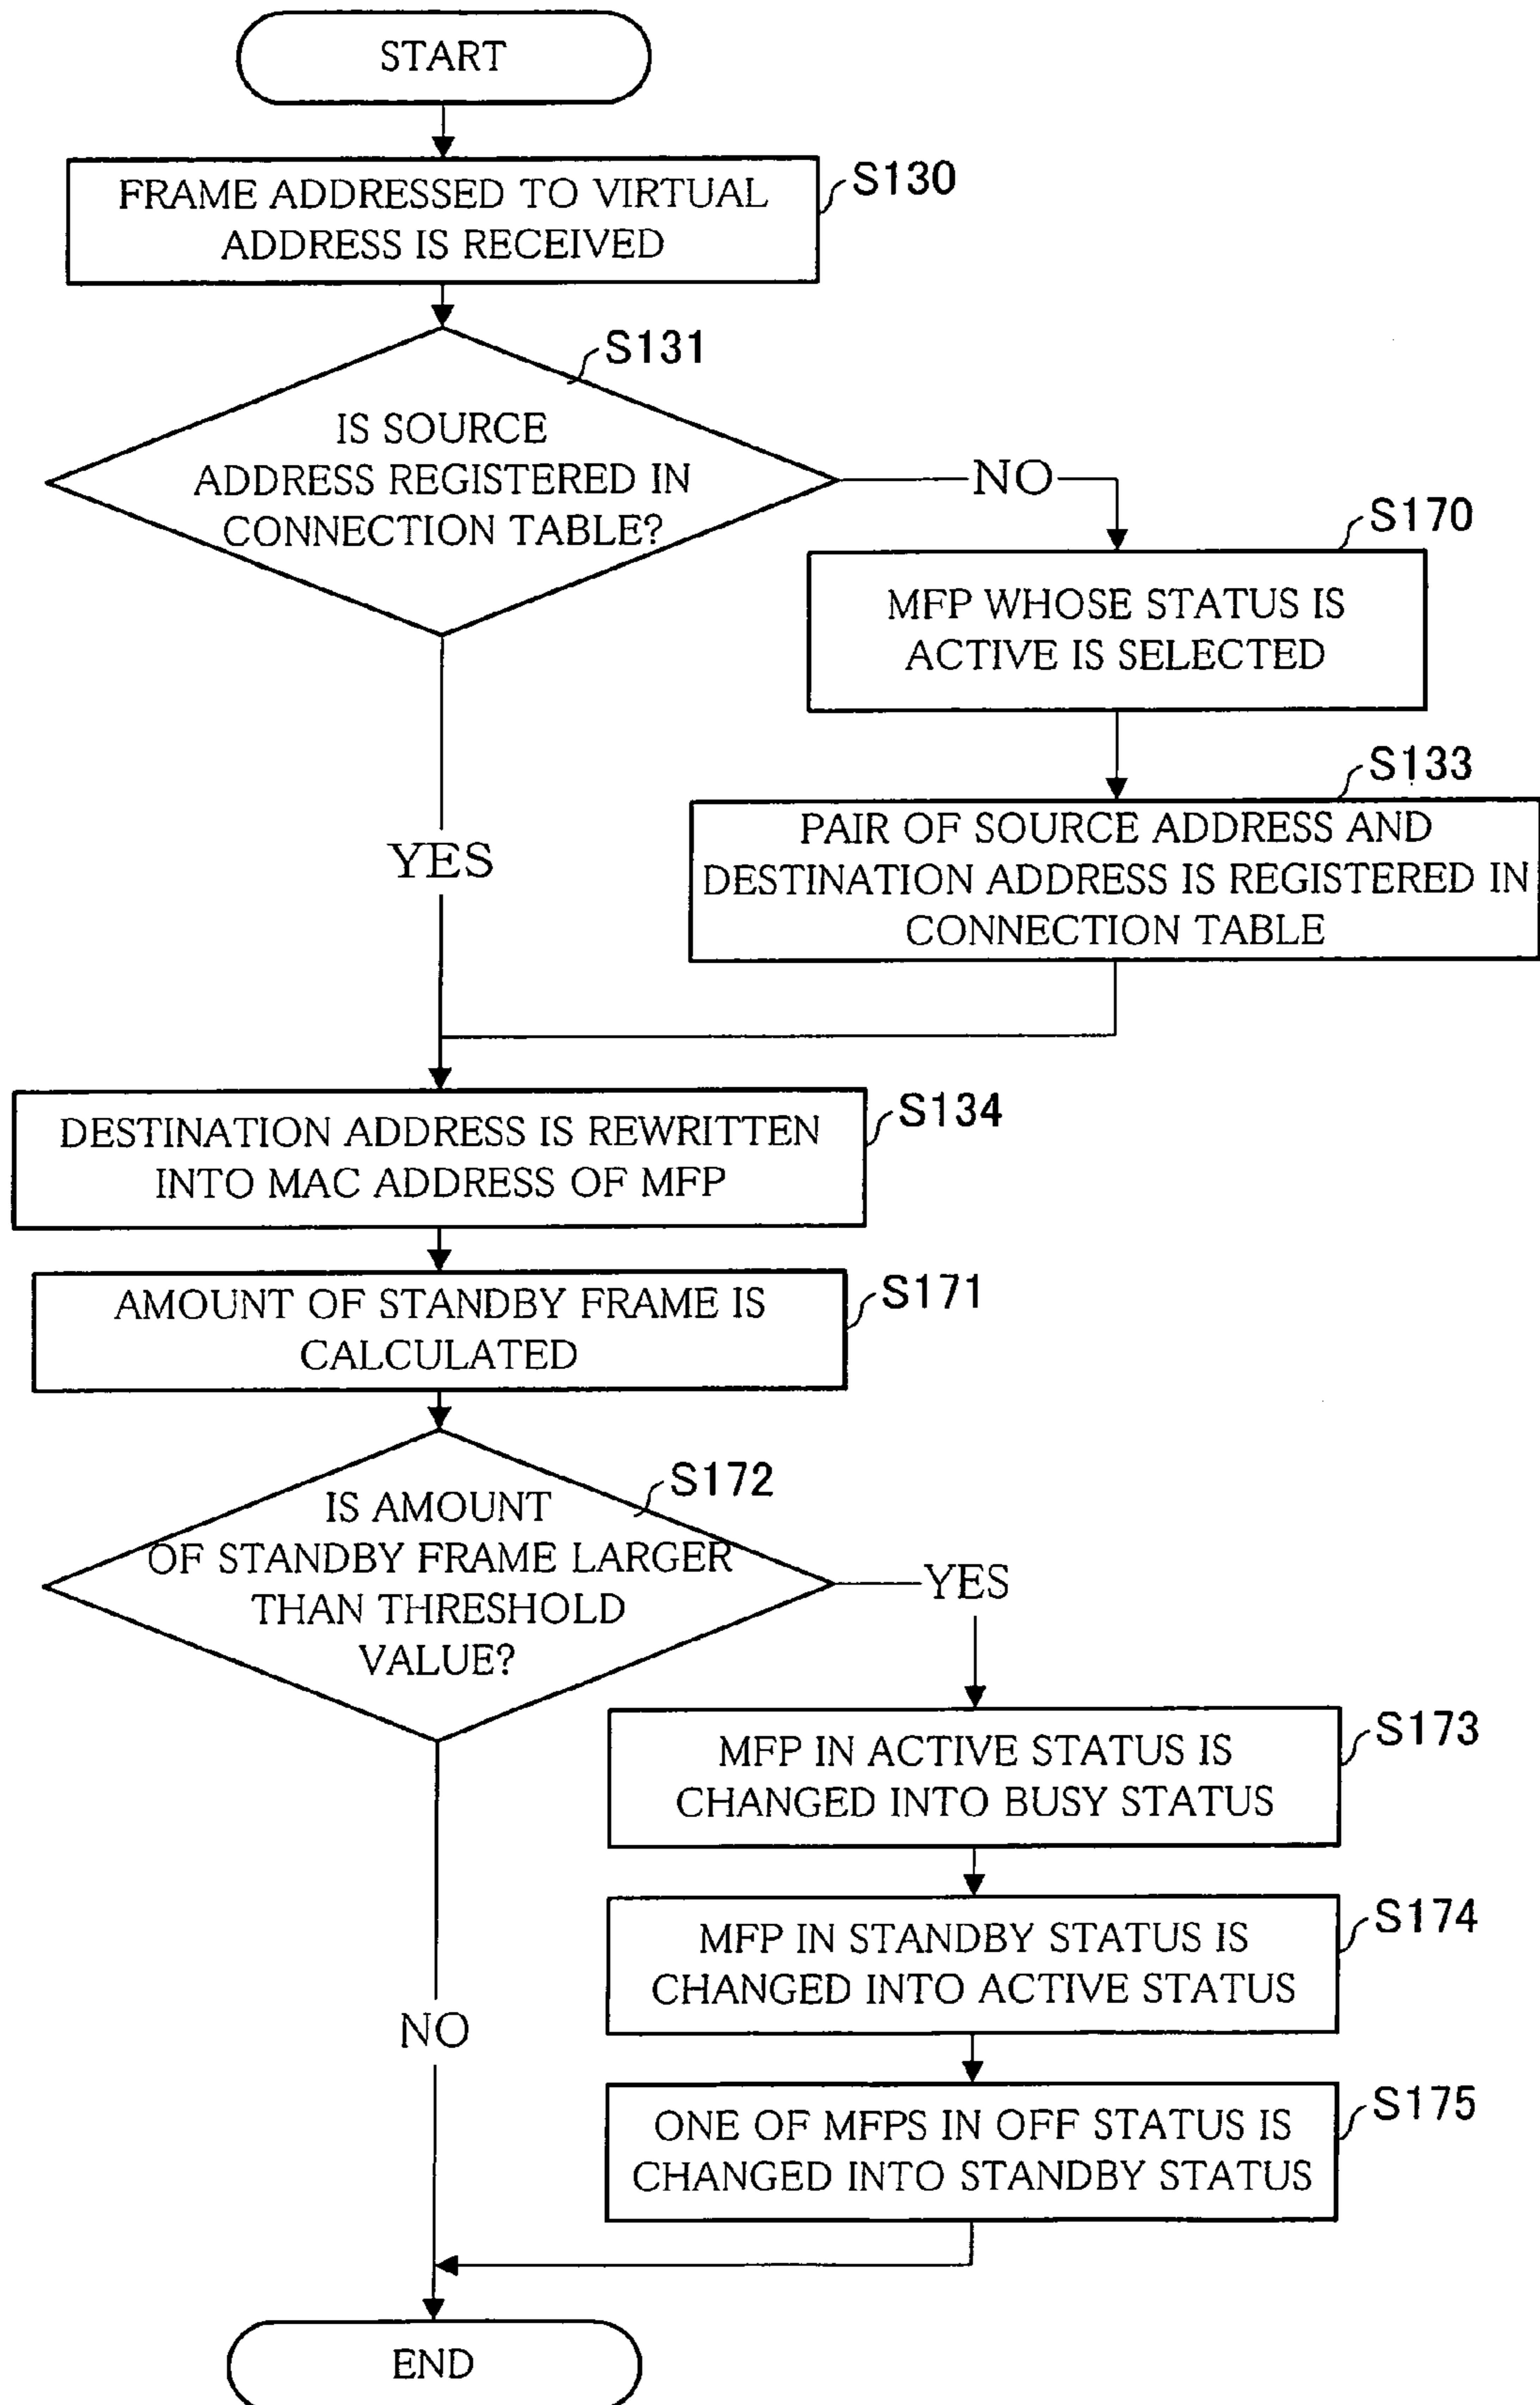 START
FRAME ADDRESSED TO VIRTUAL
ADDRESS IS RECEIVED
S130
S131
IS SOURCE
ADDRESS REGISTERED IN
CONNECTION TABLE?
NO
S170
MFP WHOSE STATUS IS
ACTIVE IS SELECTED
S133
PAIR OF SOURCE ADDRESS AND
DESTINATION ADDRESS IS REGISTERED IN
CONNECTION TABLE
YES
S134
DESTINATION ADDRESS IS REWRITTEN
INTO MAC ADDRESS OF MFP
S171
AMOUNT OF STANDBY FRAME IS
CALCULATED
S172
IS AMOUNT
OF STANDBY FRAME LARGER
THAN THRESHOLD
VALUE?
YES
S173
MFP IN ACTIVE STATUS IS
CHANGED INTO BUSY STATUS
S174
MFP IN STANDBY STATUS IS
CHANGED INTO ACTIVE STATUS
NO
S175
ONE OF MFPS IN OFF STATUS IS
CHANGED INTO STANDBY STATUS
END